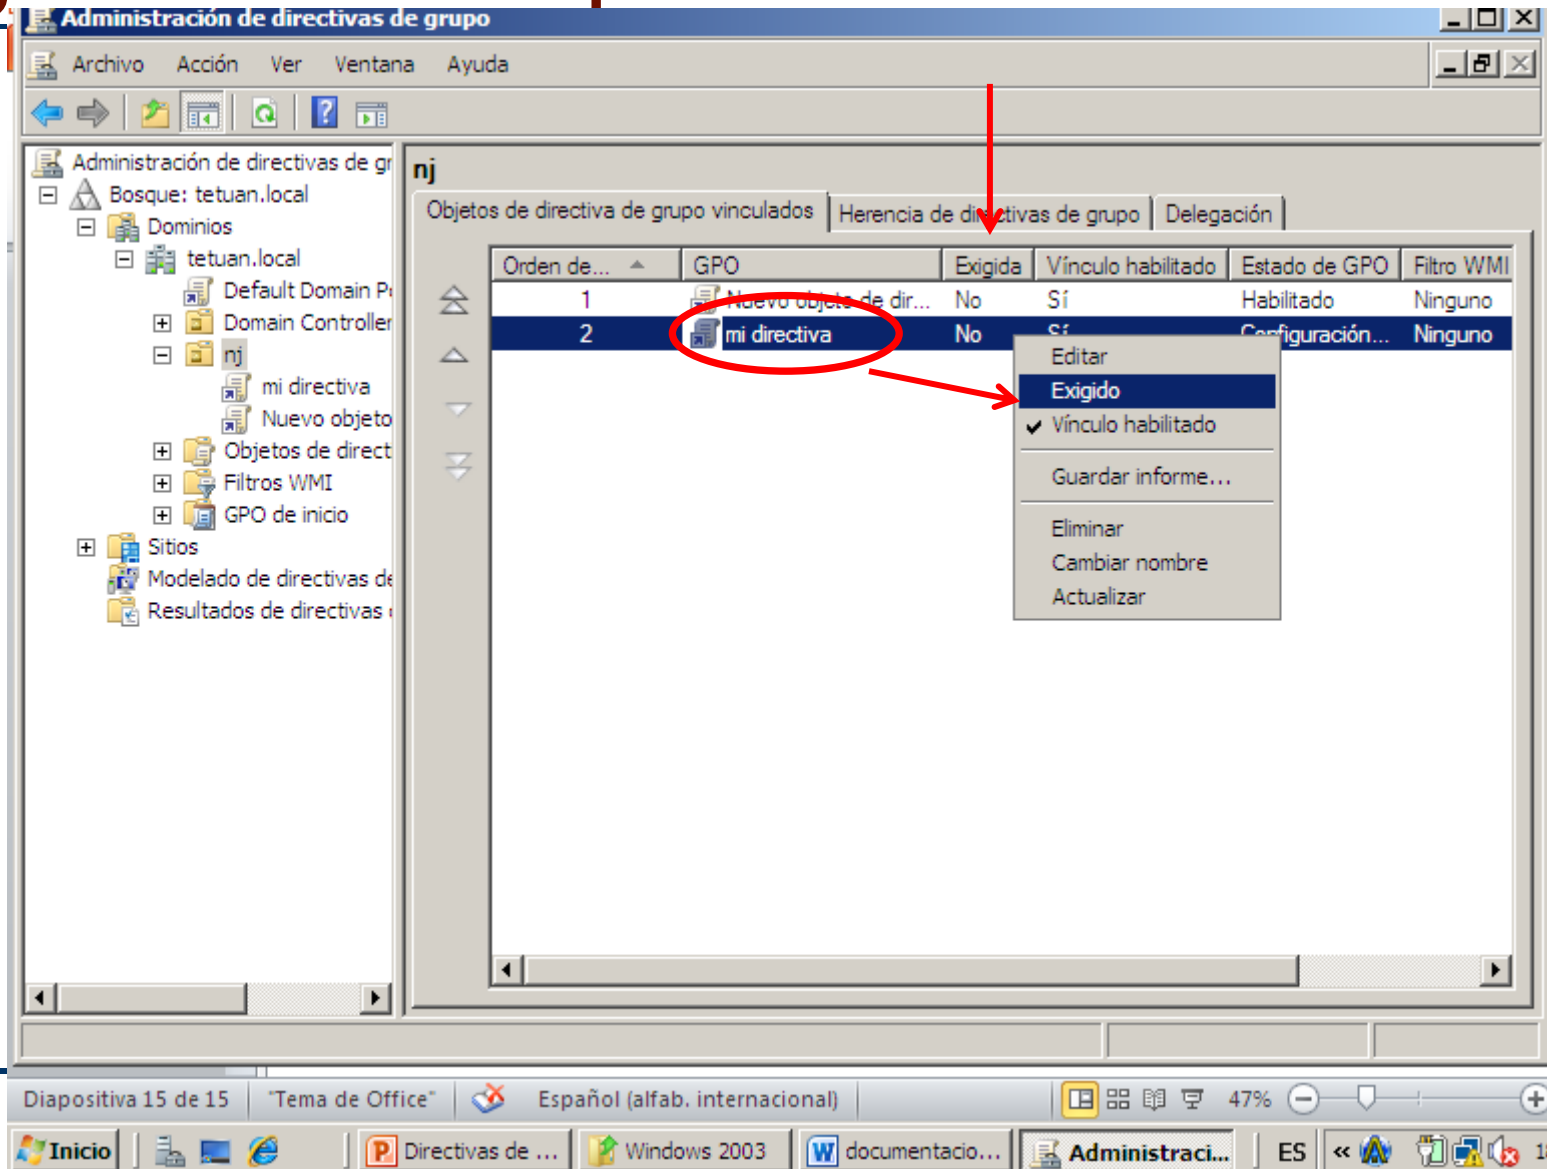 Administración de directivas de grupo
Archivo Acción Ver Ventana Ayuda
Administración de directivas de gr
Bosque: tetuan.local
Dominios
tetuan.local
Default Domain P
Domain Controller
nj
mi directiva
Nuevo objeto
Objetos de direct
Filtros WMI
GPO de inicio
Sitios
Modelado de directivas de
Resultados de directivas
nj
Objetos de directiva de grupo vinculados Herencia de directivas de grupo Delegación
Orden de... GPO Exigida Vínculo habilitado Estado de GPO Filtro WMI
1 Nuevo objeto de dir... No Sí Habilitado Ninguno
2 mi directiva No Sí Configuración... Ninguno
Editar
Exigido
Vínculo habilitado
Guardar informe...
Eliminar
Cambiar nombre
Actualizar
Diapositiva 15 de 15 "Tema de Office" Español (alfab. internacional) 47%
Inicio Directivas de ... Windows 2003 documentacio... Administraci... ES «